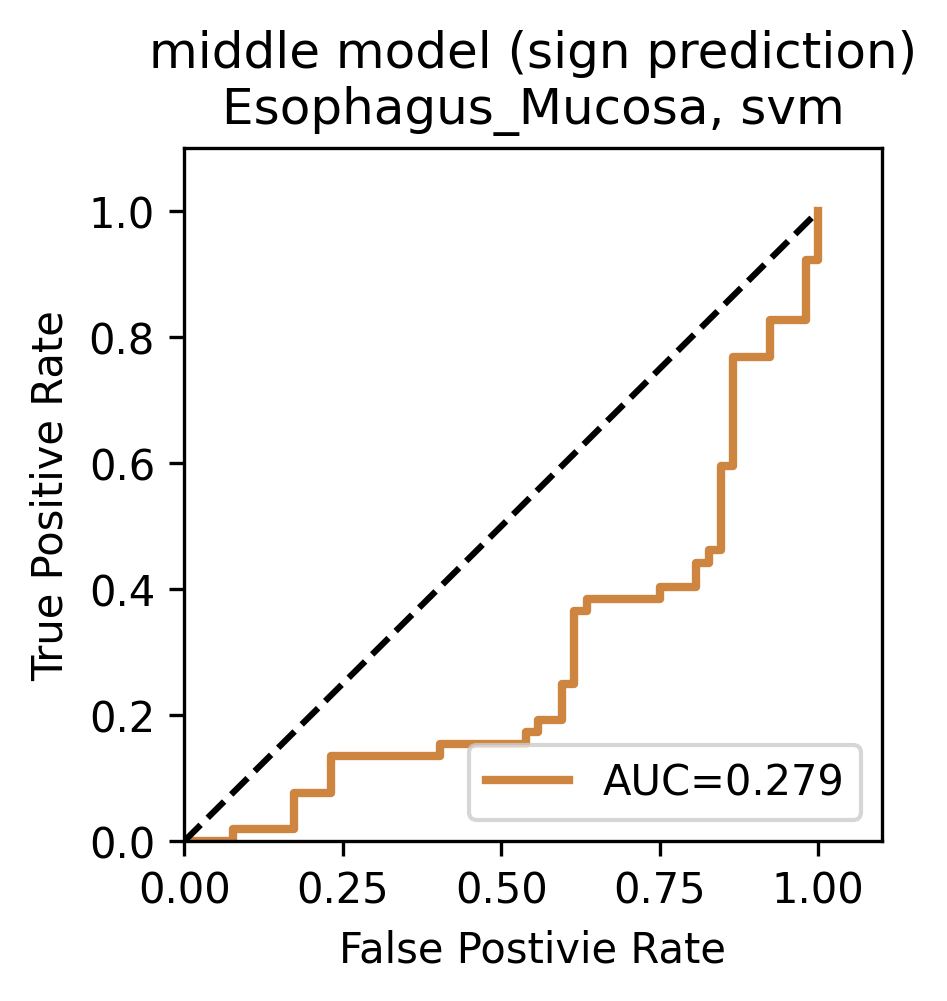 middle model (sign prediction)
Esophagus_Mucosa, svm
True Positive Rate
1.0
0.8
0.6
0.4
0.2
0.0
AUC=0.279
0.00 0.25 0.50 0.75 1.00
False Postivie Rate